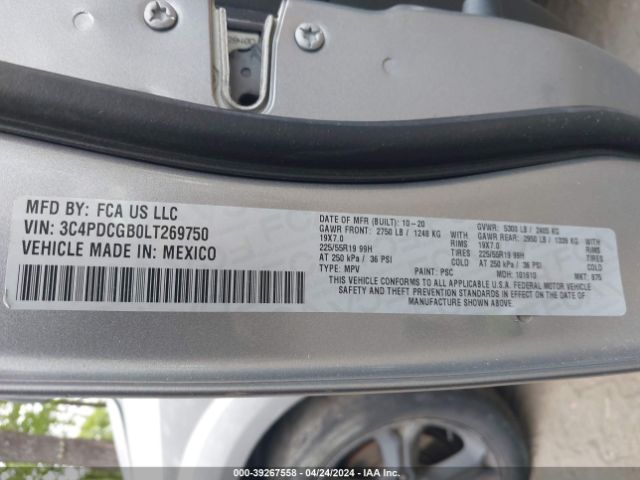 MFD BY: FCA US LLC
VIN: 3C4PDCGB0LT269750
VEHICLE MADE IN: MEXICO
DATE OF MFR (BUILT): 10-20
GAWR FRONT: 2750 LB / 1248 KG WITH
19X7.0 RIMS
225/55R19 99H TIRES
AT 250 kPa / 36 PSI COLD
TYPE: MPV PAINT: PSC
GVWR: 5300 LB / KG
GAWR REAR: 2950 LB / KG WITH
19X7.0 RIMS
225/55R19 99H TIRES
AT 250 kPa / 36 PSI COLD
MDH: 101610 MKT:
THIS VEHICLE CONFORMS TO ALL APPLICABLE U.S.A. FEDERAL MOTOR VEHICLE
SAFETY AND THEFT PREVENTION STANDARDS IN EFFECT ON THE DATE OF
MANUFACTURE SHOWN ABOVE.
000-39267558 - 04/24/2024 - IAA Inc.